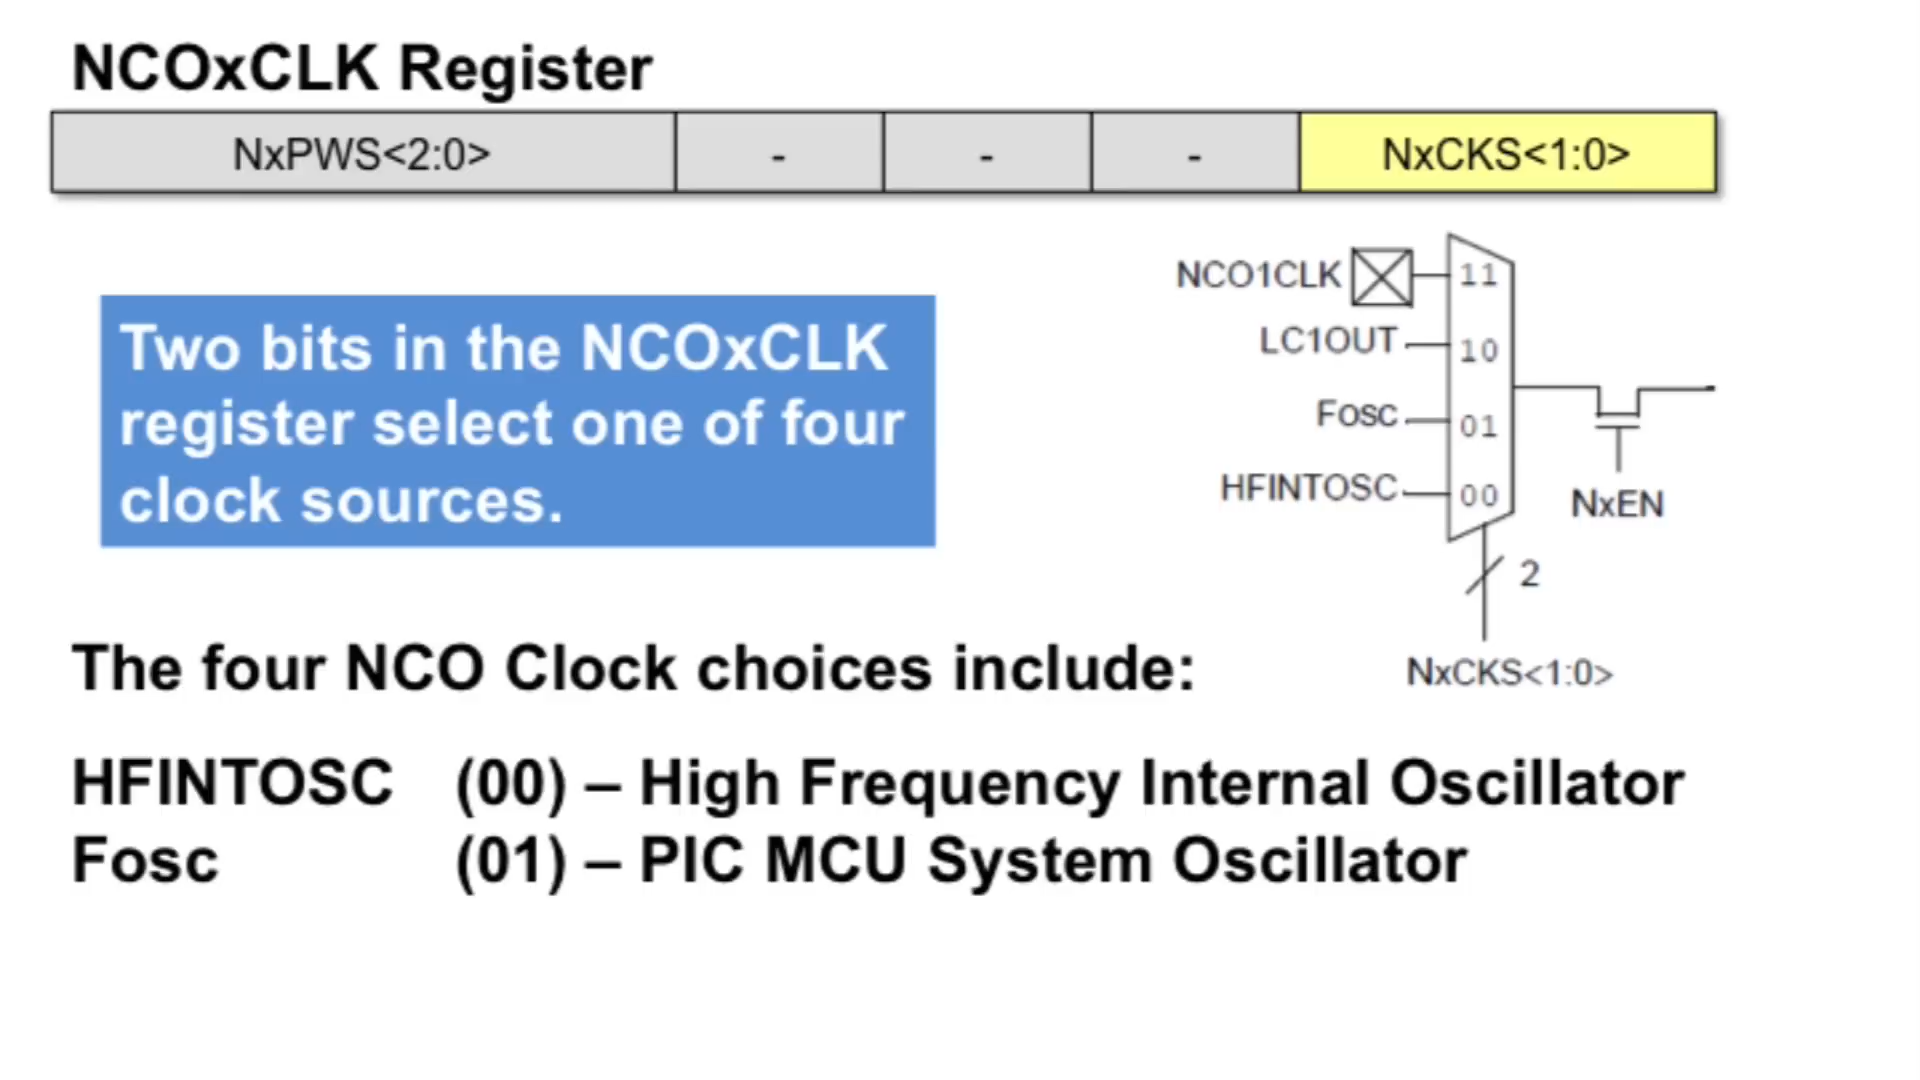 NCOxCLK Register
NxPWS<2:0> - - - NxCKS<1:0>
NCO1CLK 11
Two bits in the NCOxCLK
register select one of four
clock sources.
LC1OUT 10
Fosc 01
HFINTOSC 00
NxEN
2
NxCKS<1:0>
The four NCO Clock choices include:
HFINTOSC (00) – High Frequency Internal Oscillator
Fosc (01) – PIC MCU System Oscillator